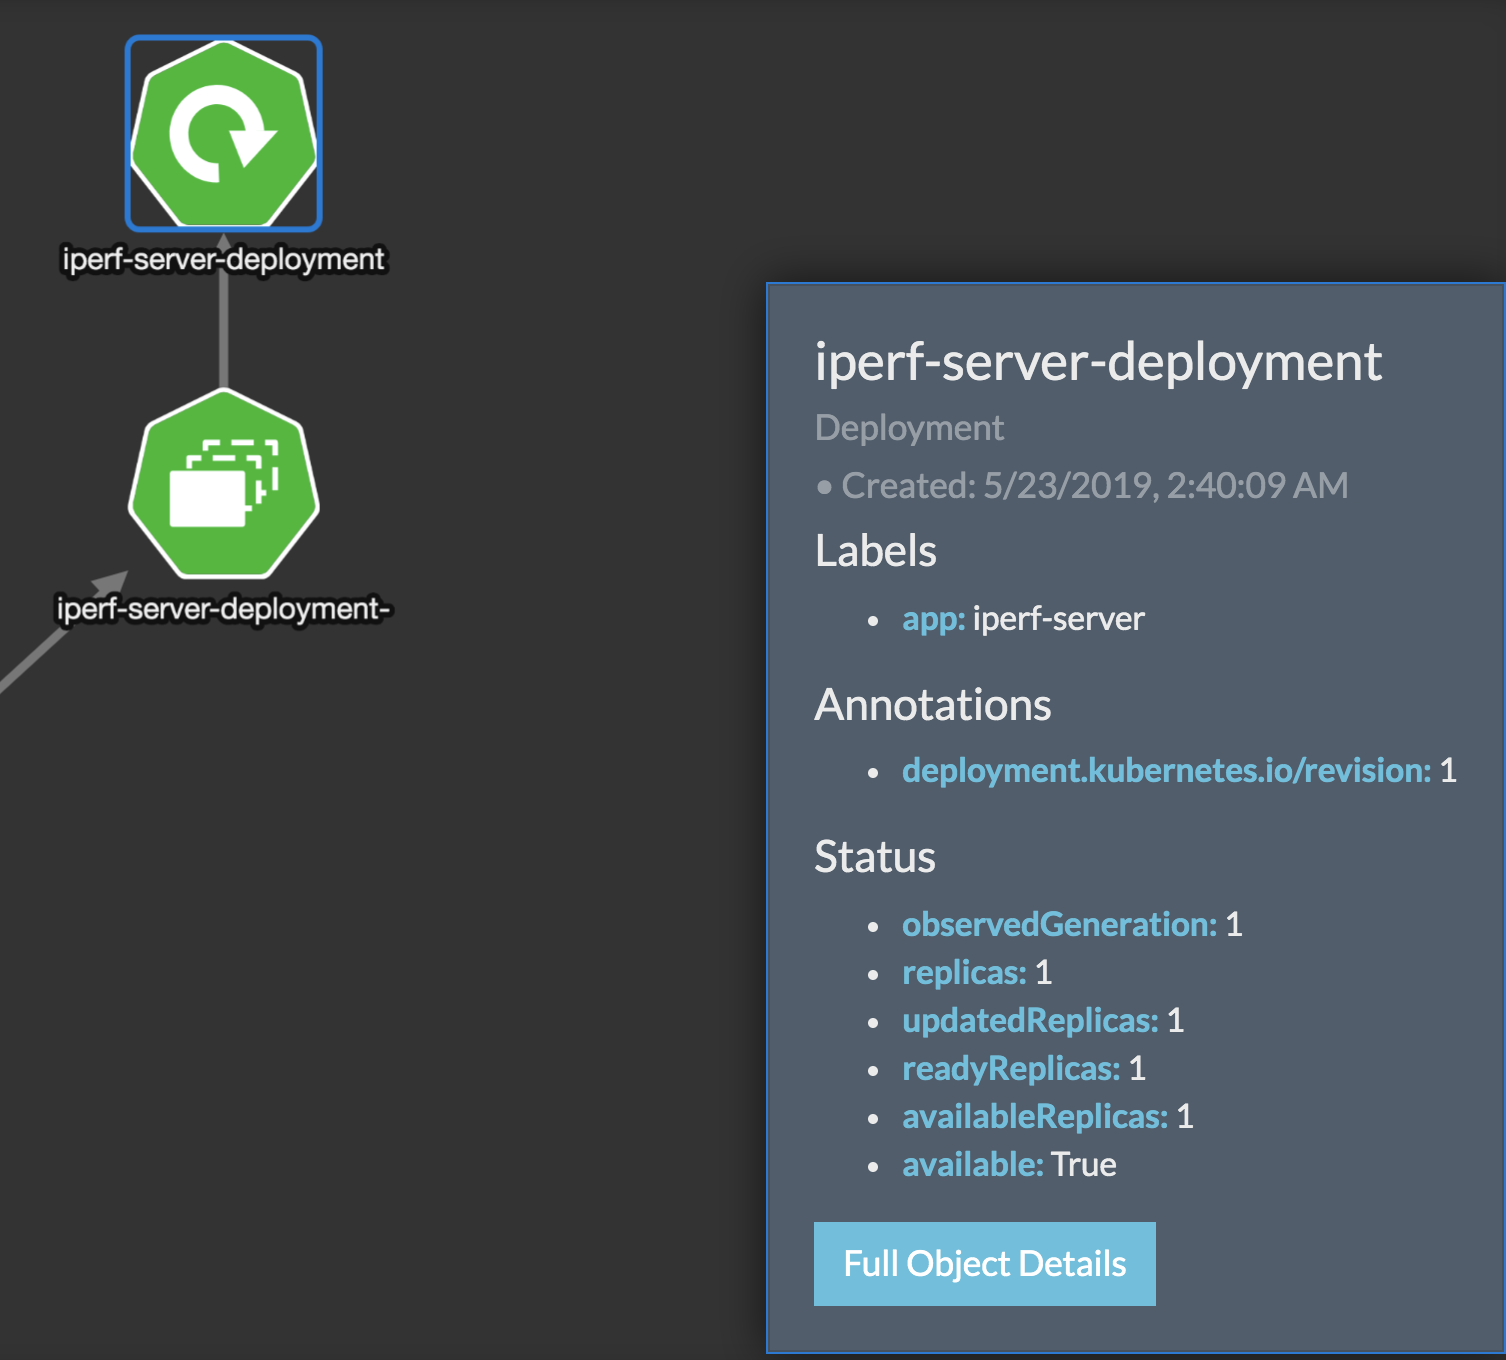 iperf-server-deployment
iperf-server-deployment-
iperf-server-deployment
Deployment
• Created: 5/23/2019, 2:40:09 AM
Labels
• app: iperf-server
Annotations
• deployment.kubernetes.io/revision: 1
Status
• observedGeneration: 1
• replicas: 1
• updatedReplicas: 1
• readyReplicas: 1
• availableReplicas: 1
• available: True
Full Object Details